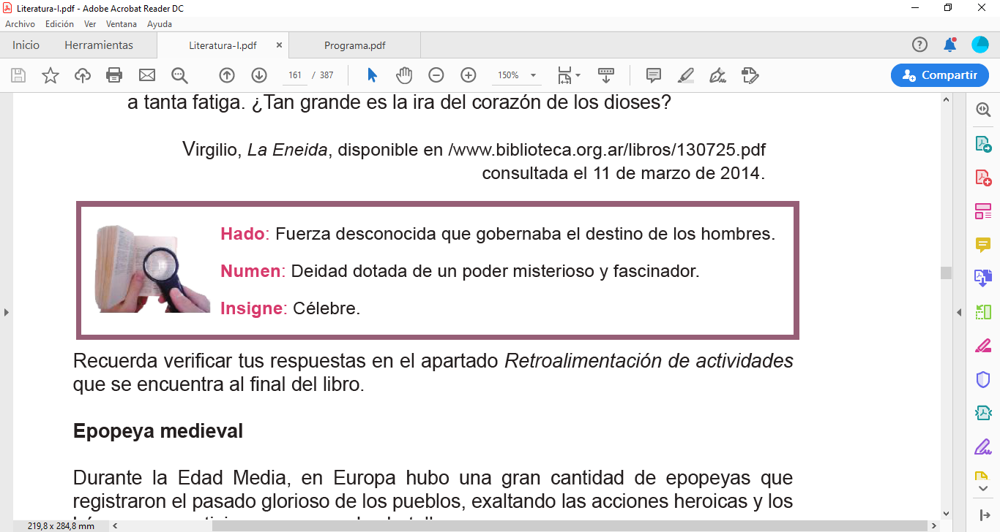 Literatura-I.pdf - Adobe Acrobat Reader DC
Archivo Edición Ver Ventana Ayuda
Inicio Herramientas Literatura-I.pdf × Programa.pdf
161 / 387 150% Compartir
a tanta fatiga. ¿Tan grande es la ira del corazón de los dioses?
Virgilio, La Eneida, disponible en /www.biblioteca.org.ar/libros/130725.pdf
consultada el 11 de marzo de 2014.
Hado: Fuerza desconocida que gobernaba el destino de los hombres.
Numen: Deidad dotada de un poder misterioso y fascinador.
Insigne: Célebre.
Recuerda verificar tus respuestas en el apartado Retroalimentación de actividades
que se encuentra al final del libro.
Epopeya medieval
Durante la Edad Media, en Europa hubo una gran cantidad de epopeyas que
registraron el pasado glorioso de los pueblos, exaltando las acciones heroicas y los
219,8 x 284,8 mm